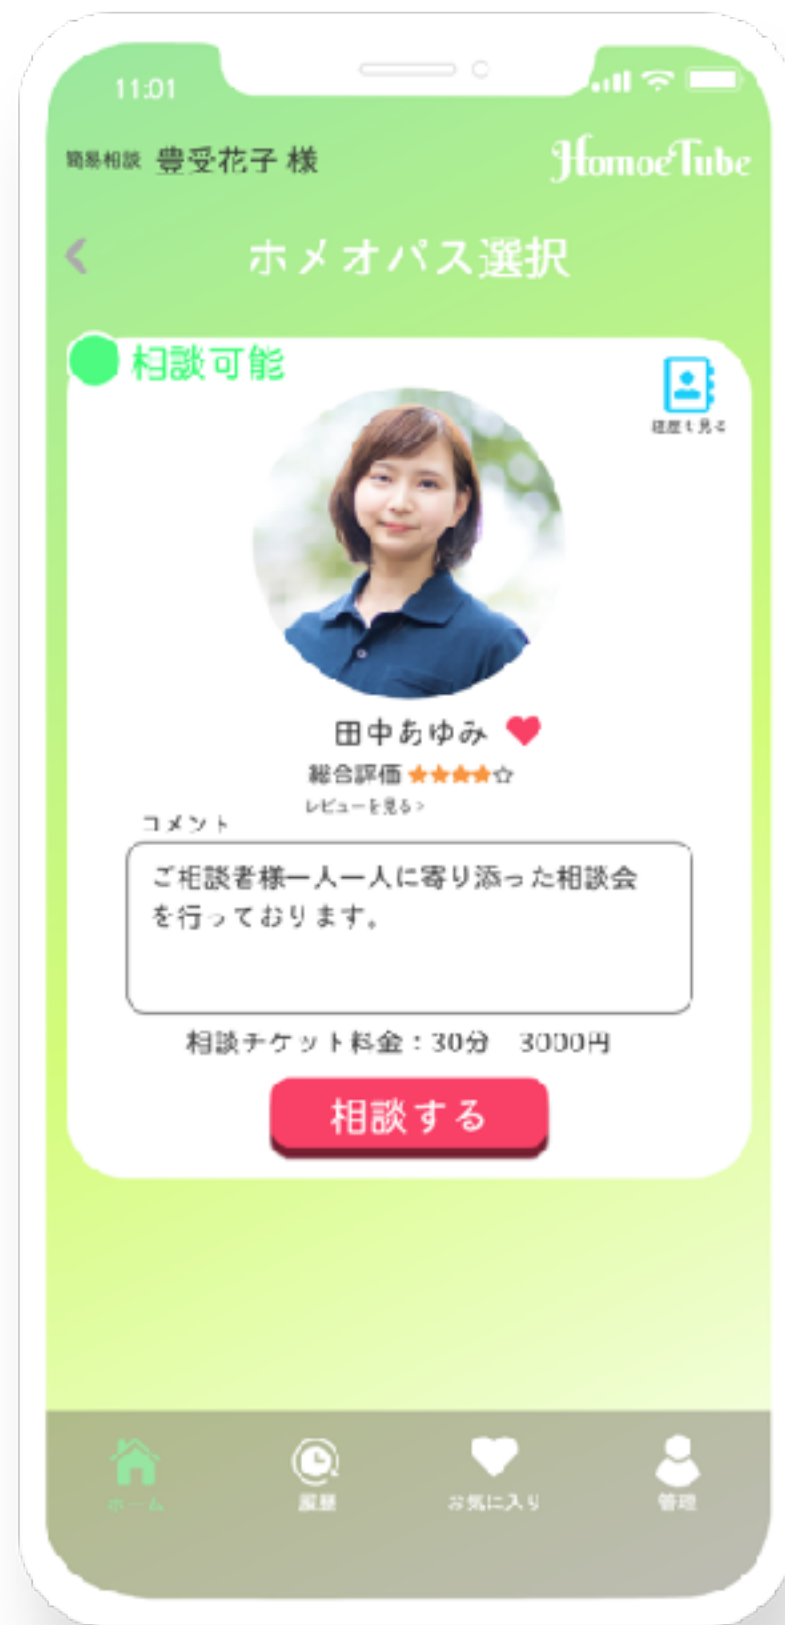 11:01
簡易相談 豊受花子 様
HomoeTube
ホメオパス選択
相談可能
経歴を見る
田中あゆみ
総合評価
レビューを見る >
コメント
ご相談者様一人一人に寄り添った相談会
を行っております。
相談チケット料金：30分　3000円
相談する
ホーム
履歴
お気に入り
管理